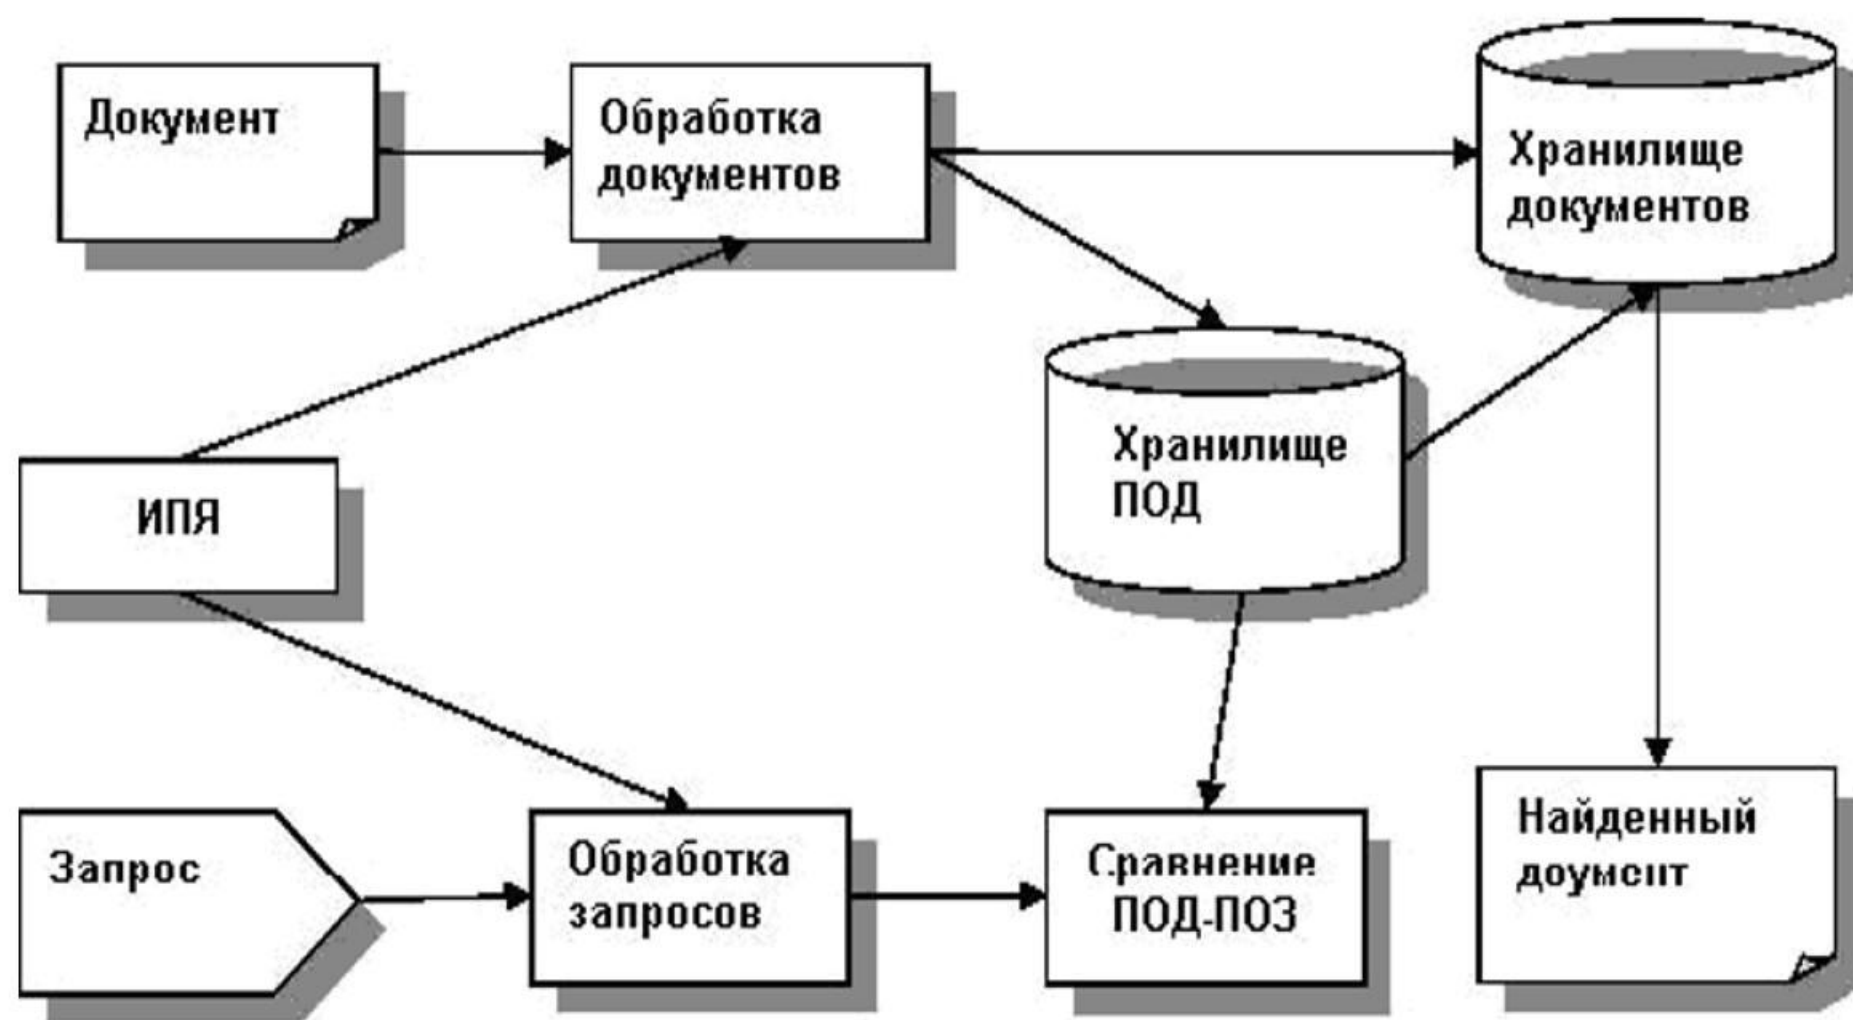 Документ
Обработка
документов
Хранилище
документов
Хранилище
ПОД
ИПЯ
Запрос
Обработка
запросов
Сравнение
ПОД-ПОЗ
Найденный
доумент